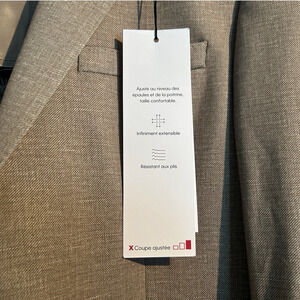 Ajusté au niveau des
épaules et de la poitrine,
taille confortable.
Infiniment extensible
Résistant aux plis
X Coupe ajustée